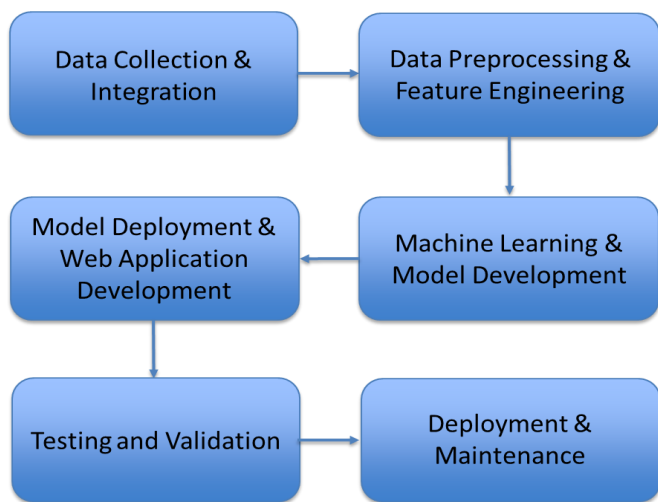 Data Collection &
Integration
Data Preprocessing &
Feature Engineering
Machine Learning &
Model Development
Model Deployment &
Web Application
Development
Testing and Validation
Deployment &
Maintenance